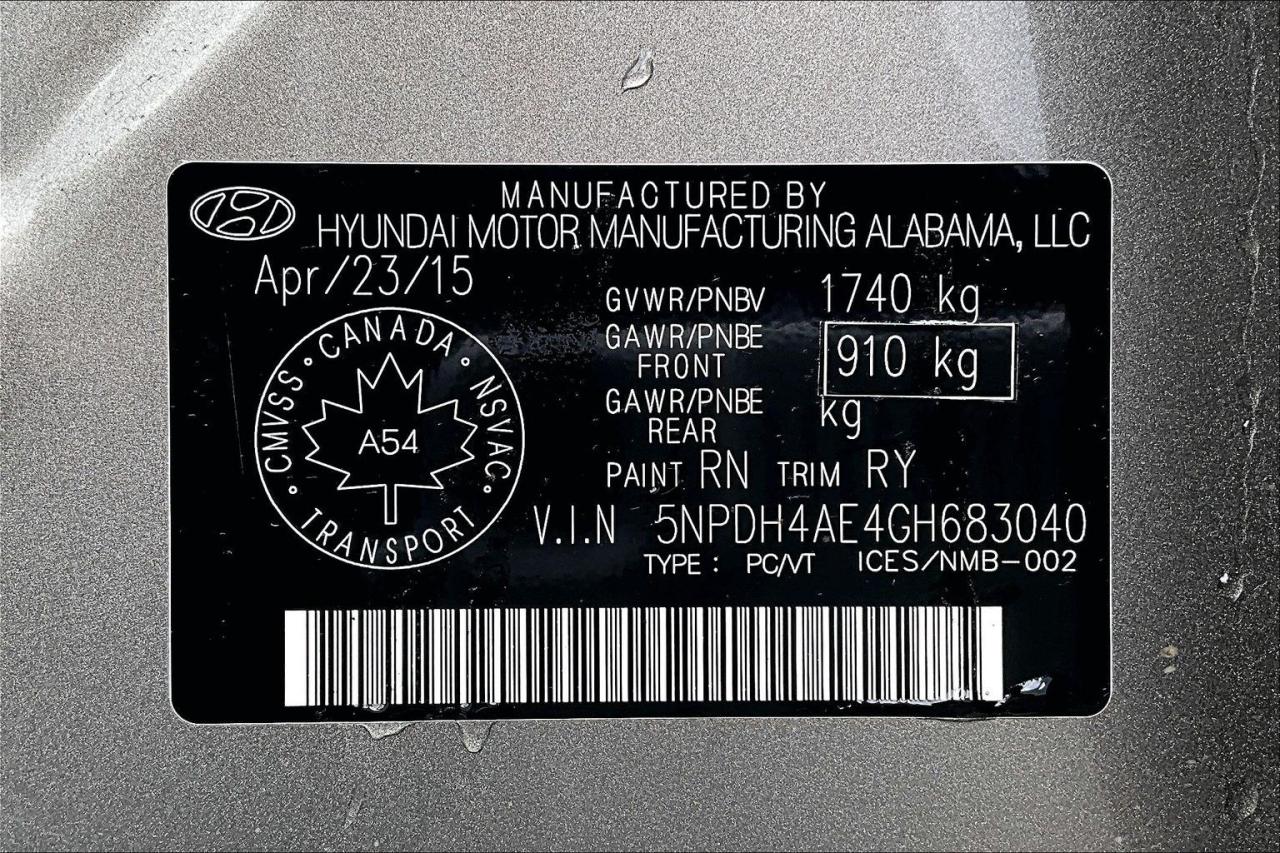 MANUFACTURED BY
HYUNDAI MOTOR MANUFACTURING ALABAMA, LLC
Apr/23/15
GVWR/PNBV 1740 kg
GAWR/PNBE FRONT 910 kg
GAWR/PNBE REAR kg
CANADA · NSVAC · TRANSPORT · CMVSS ·
A54
PAINT RN TRIM RY
V.I.N 5NPDH4AE4GH683040
TYPE : PC/VT ICES/NMB-002